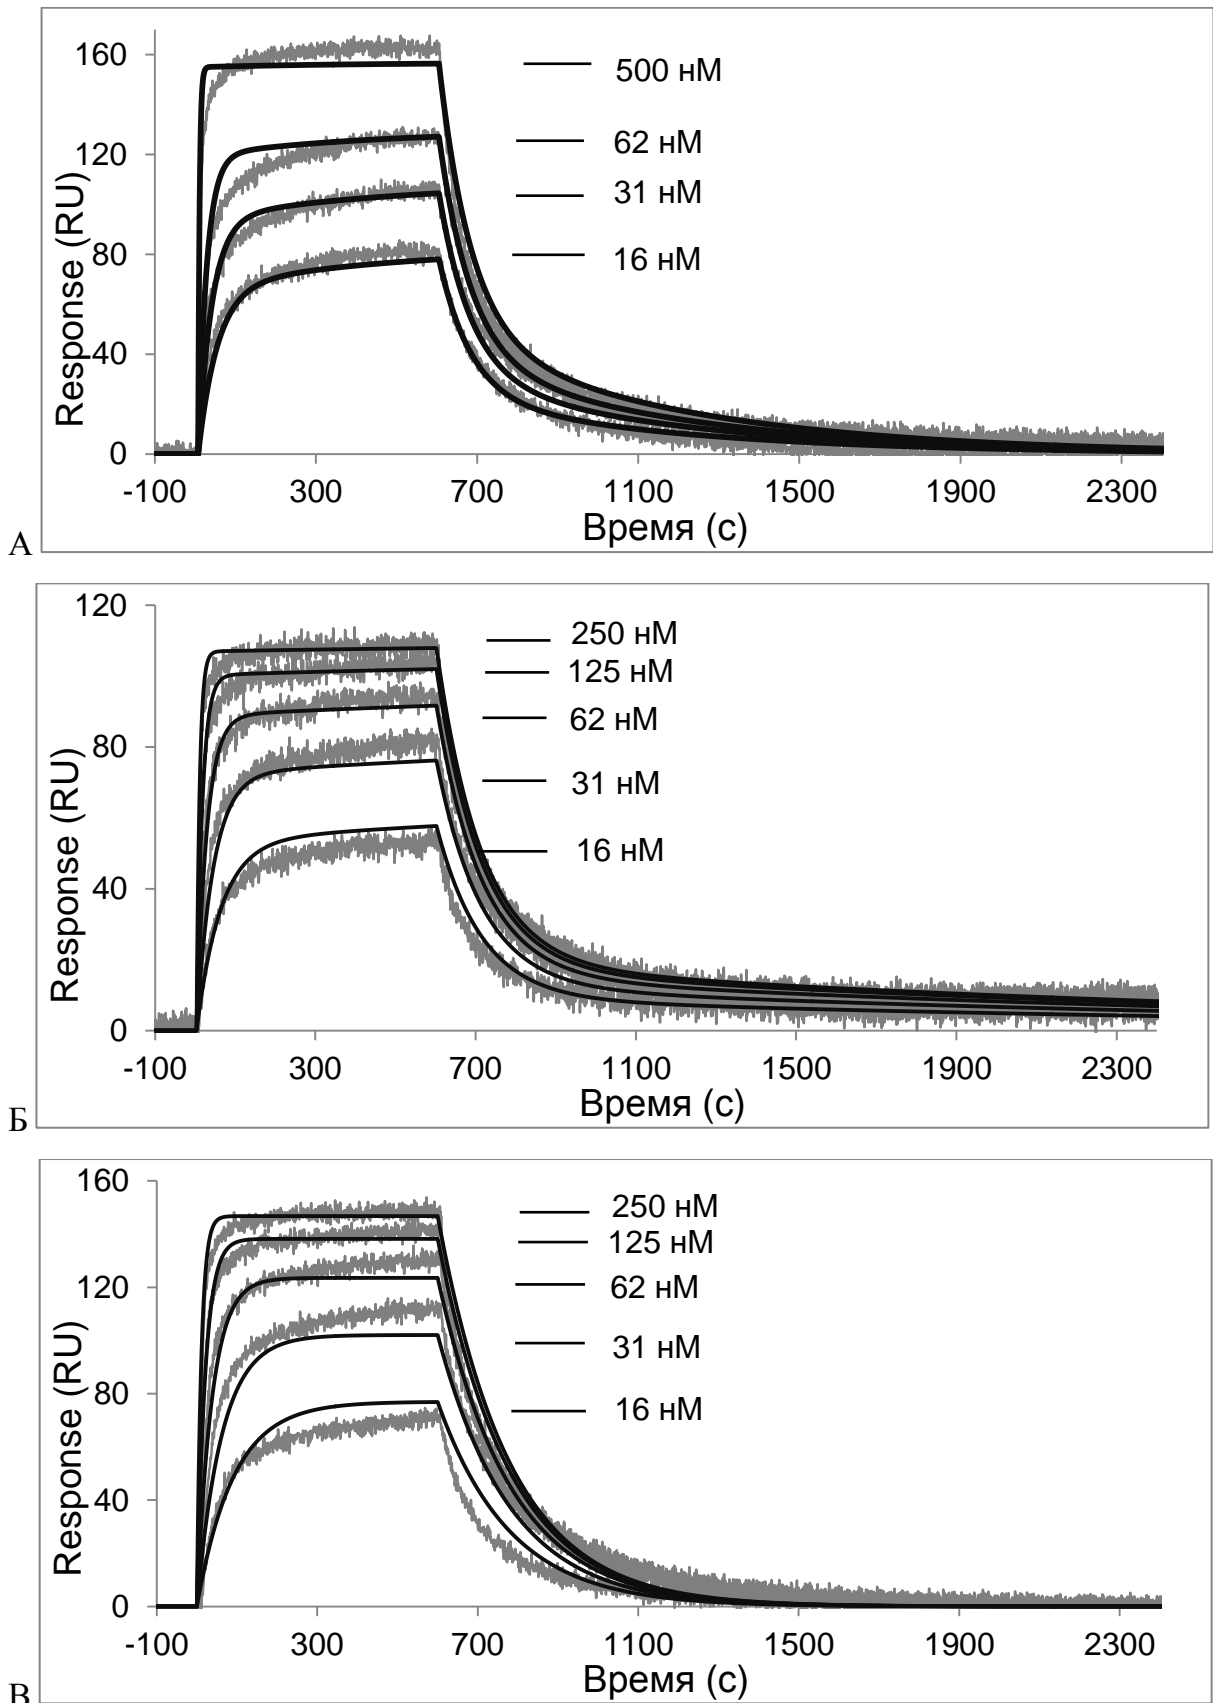 160
120
80
40
0
Response (RU)
500 нМ
62 нМ
31 нМ
16 нМ
-100 300 700 1100 1500 1900 2300
Время (с)
А
120
80
40
0
Response (RU)
250 нМ
125 нМ
62 нМ
31 нМ
16 нМ
-100 300 700 1100 1500 1900 2300
Время (с)
Б
160
120
80
40
0
Response (RU)
250 нМ
125 нМ
62 нМ
31 нМ
16 нМ
-100 300 700 1100 1500 1900 2300
Время (с)
В